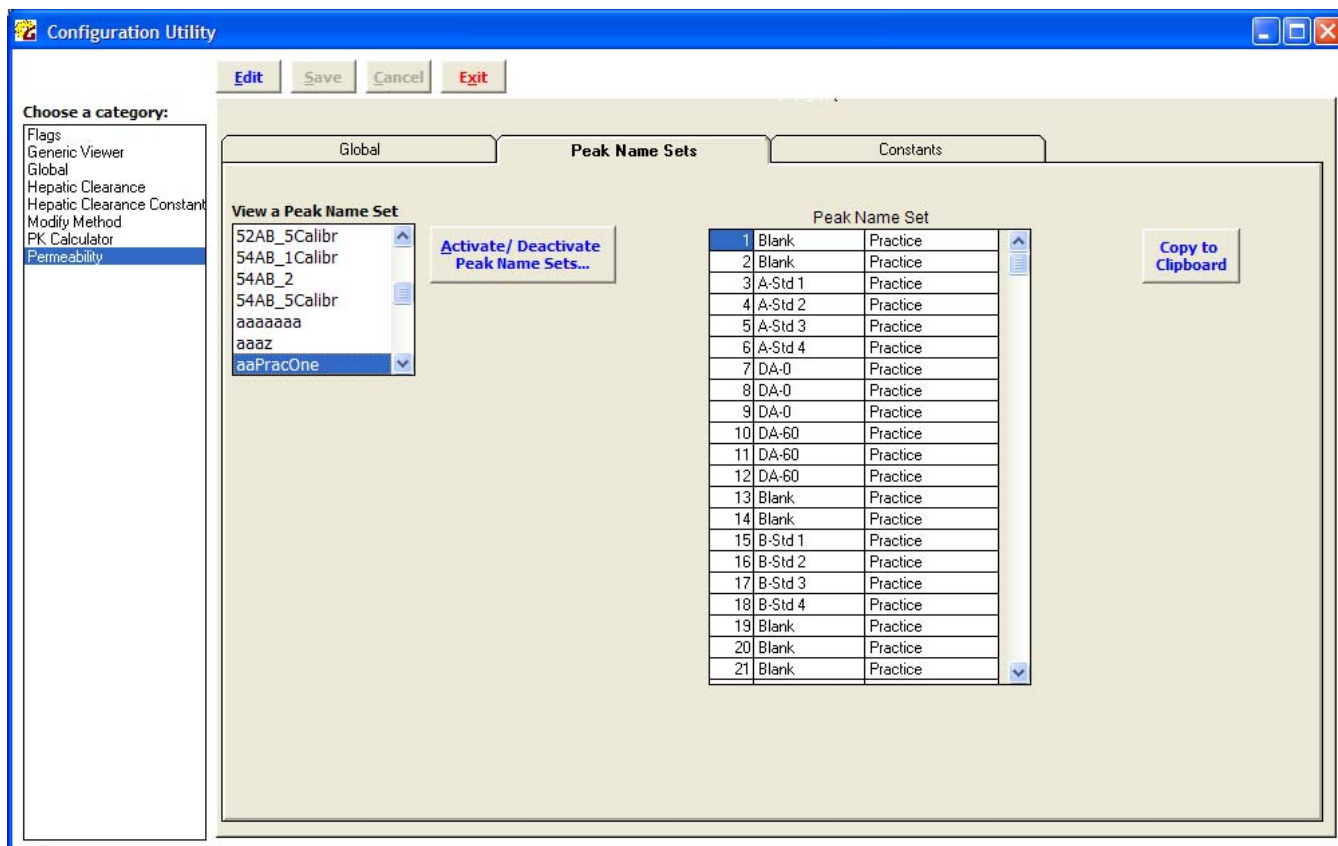 Configuration Utility
Edit Save Cancel Exit
Choose a category:
Flags
Generic Viewer
Global
Hepatic Clearance
Hepatic Clearance Constant
Modify Method
PK Calculator
Permeability
Global Peak Name Sets Constants
View a Peak Name Set
52AB_5Calibr
54AB_1Calibr
54AB_2
54AB_5Calibr
aaaaaaa
aaaz
aaPracOne
Activate/ Deactivate
Peak Name Sets...
Peak Name Set
1 Blank Practice
2 Blank Practice
3 A-Std 1 Practice
4 A-Std 2 Practice
5 A-Std 3 Practice
6 A-Std 4 Practice
7 DA-0 Practice
8 DA-0 Practice
9 DA-0 Practice
10 DA-60 Practice
11 DA-60 Practice
12 DA-60 Practice
13 Blank Practice
14 Blank Practice
15 B-Std 1 Practice
16 B-Std 2 Practice
17 B-Std 3 Practice
18 B-Std 4 Practice
19 Blank Practice
20 Blank Practice
21 Blank Practice
Copy to
Clipboard